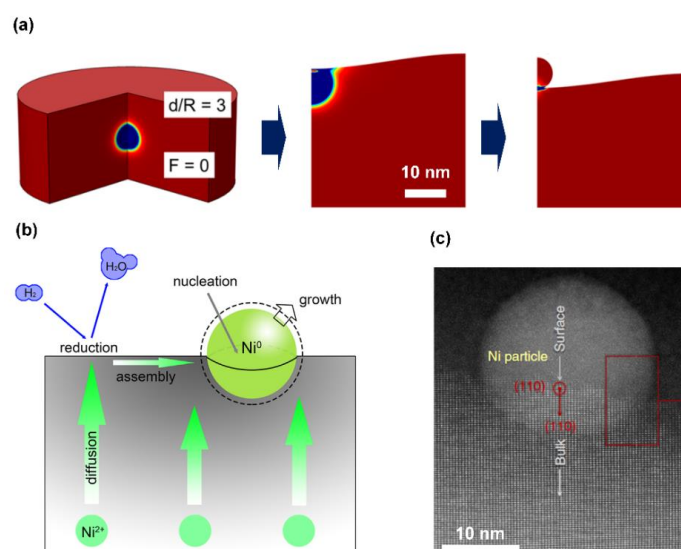 (a)
d/R = 3
F = 0
10 nm
(b)
H₂O
H₂
nucleation
growth
Ni⁰
reduction
assembly
diffusion
Ni²⁺
(c)
Surface
Ni particle
(110)
(110)
Bulk
10 nm